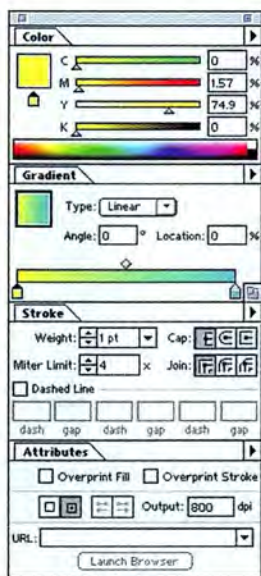 Color
C 0 %
M 1.57 %
Y 74.9 %
K 0 %
Gradient
Type: Linear
Angle: 0 ° Location: 0 %
Stroke
Weight: 1 pt Cap:
Miter Limit: 4 x Join:
Dashed Line
dash gap dash gap dash gap
Attributes
Overprint Fill Overprint Stroke
Output: 800 dpi
URL:
Launch Browser